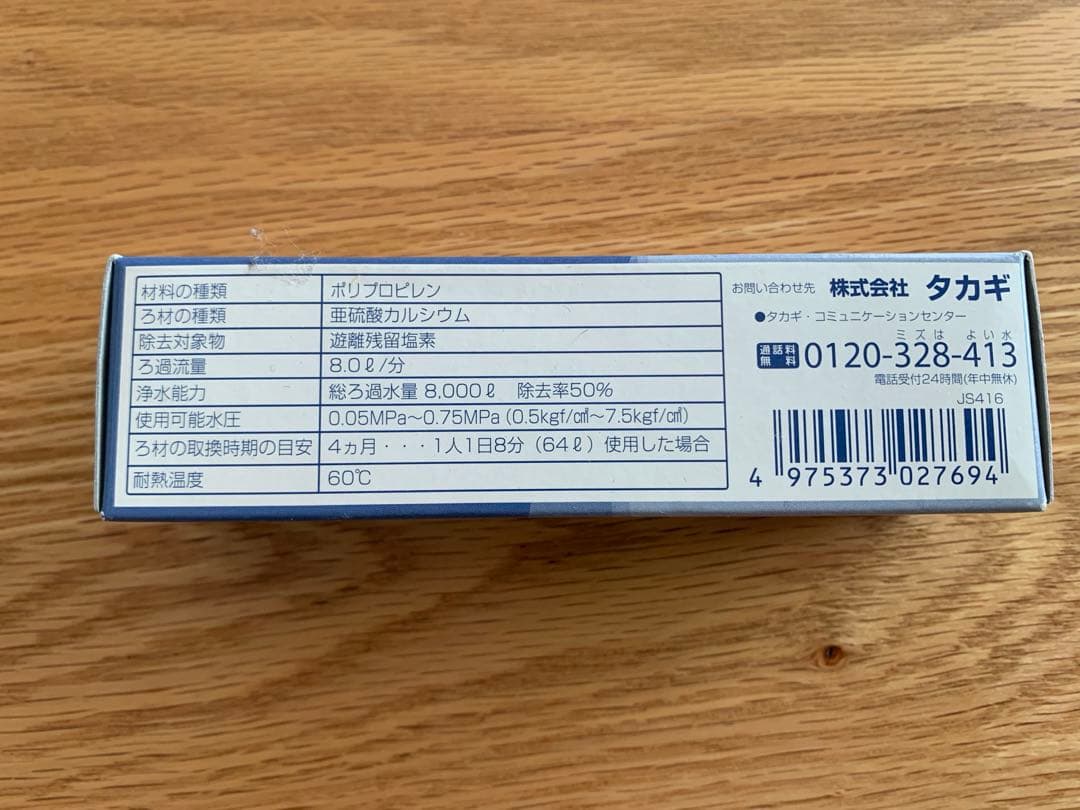 材料の種類 ポリプロピレン
ろ材の種類 亜硫酸カルシウム
除去対象物 遊離残留塩素
ろ過流量 8.0ℓ/分
浄水能力 総ろ過水量 8,000ℓ 除去率50%
使用可能水圧 0.05MPa〜0.75MPa(0.5kgf/c㎡〜7.5kgf/c㎡)
ろ材の取換時期の目安 4ヵ月・・・1人1日8分(64ℓ)使用した場合
耐熱温度 60℃
お問い合わせ先 株式会社 タカギ
●タカギ・コミュニケーションセンター
ミズは よい水
通話料無料 0120-328-413
電話受付24時間(年中無休)
JS416
4 975373 027694